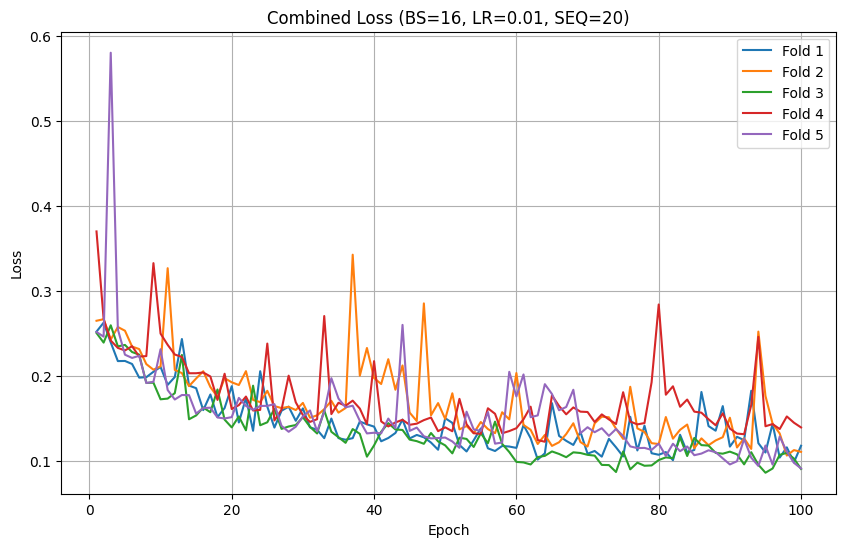 Combined Loss (BS=16, LR=0.01, SEQ=20)
0.6
0.5
0.4
0.3
0.2
0.1
Loss
0
20
40
60
80
100
Epoch
Fold 1
Fold 2
Fold 3
Fold 4
Fold 5